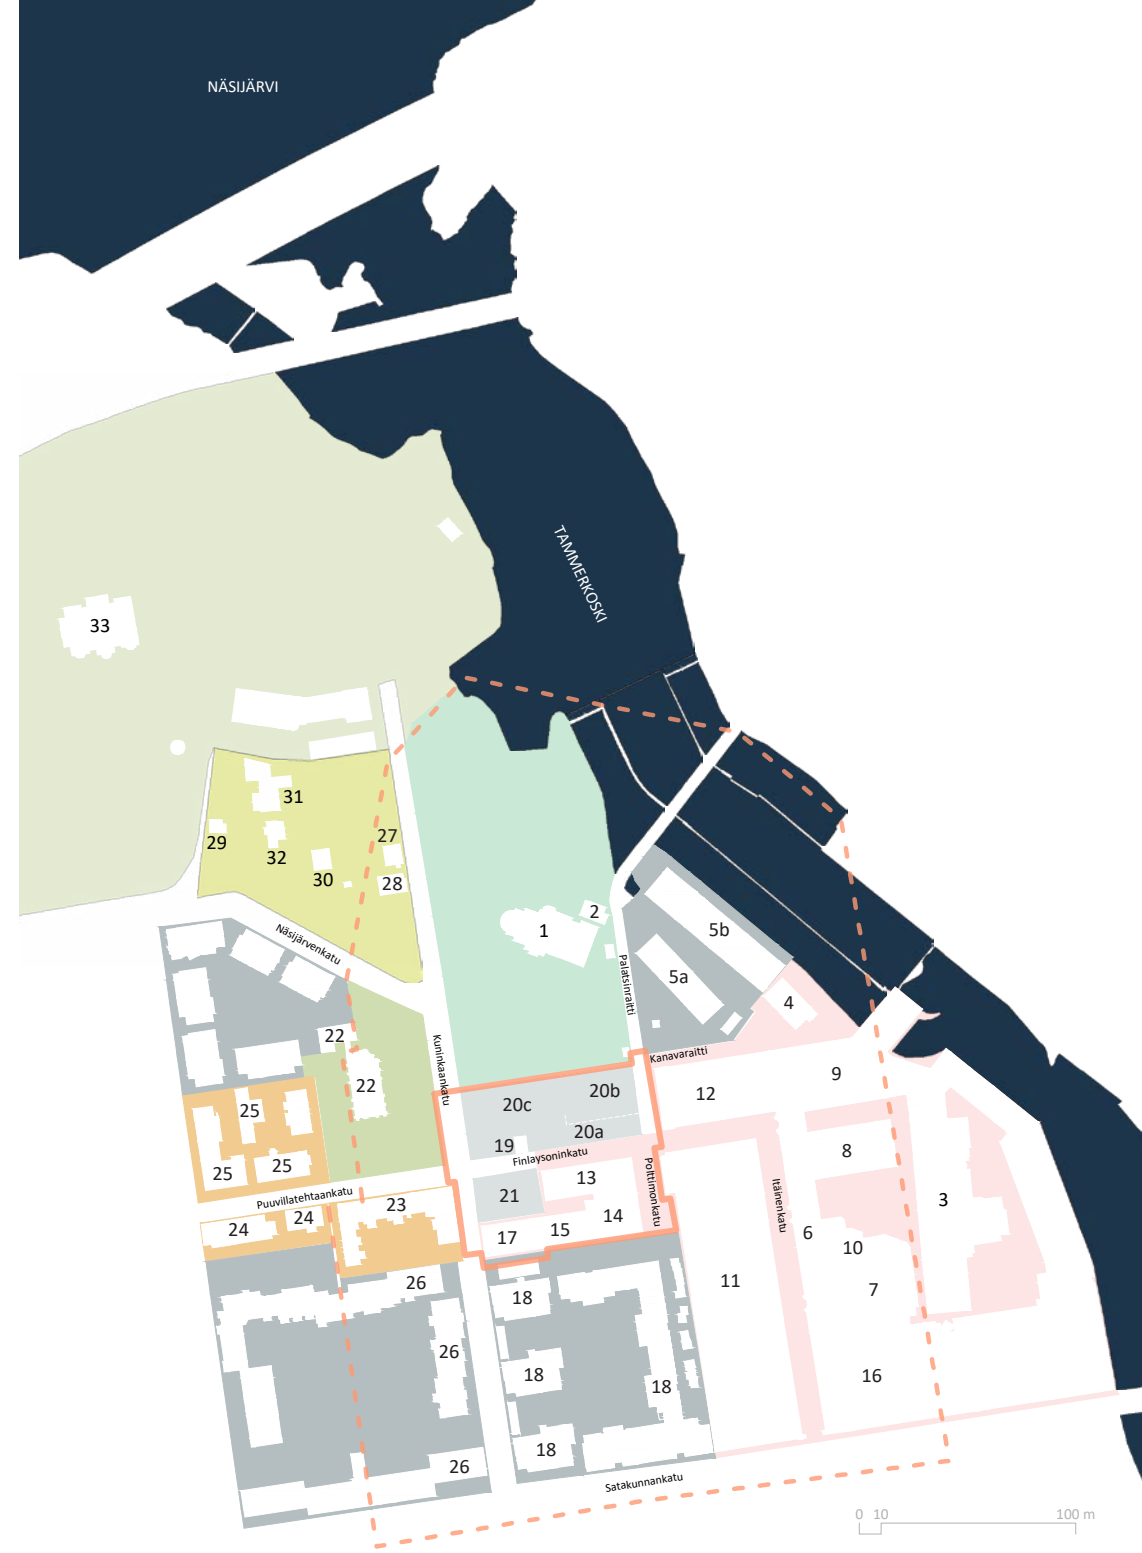 NÄSIJÄRVI
TAMMERKOSKI
33
31
29
32
27
30
28
Näsijärvenkatu
1
2
5b
5a
4
Palatsinraitti
22
22
Kuninkaankatu
Kanavaraitti
9
12
20c
20b
20a
19
Finlaysoninkatu
25
25
25
8
13
Polttimonkatu
Itäinenkatu
21
14
3
Puuvillatehtaankatu
23
24
24
17
15
6
10
7
11
26
18
26
18
18
16
26
18
Satakunnankatu
0 10 100 m